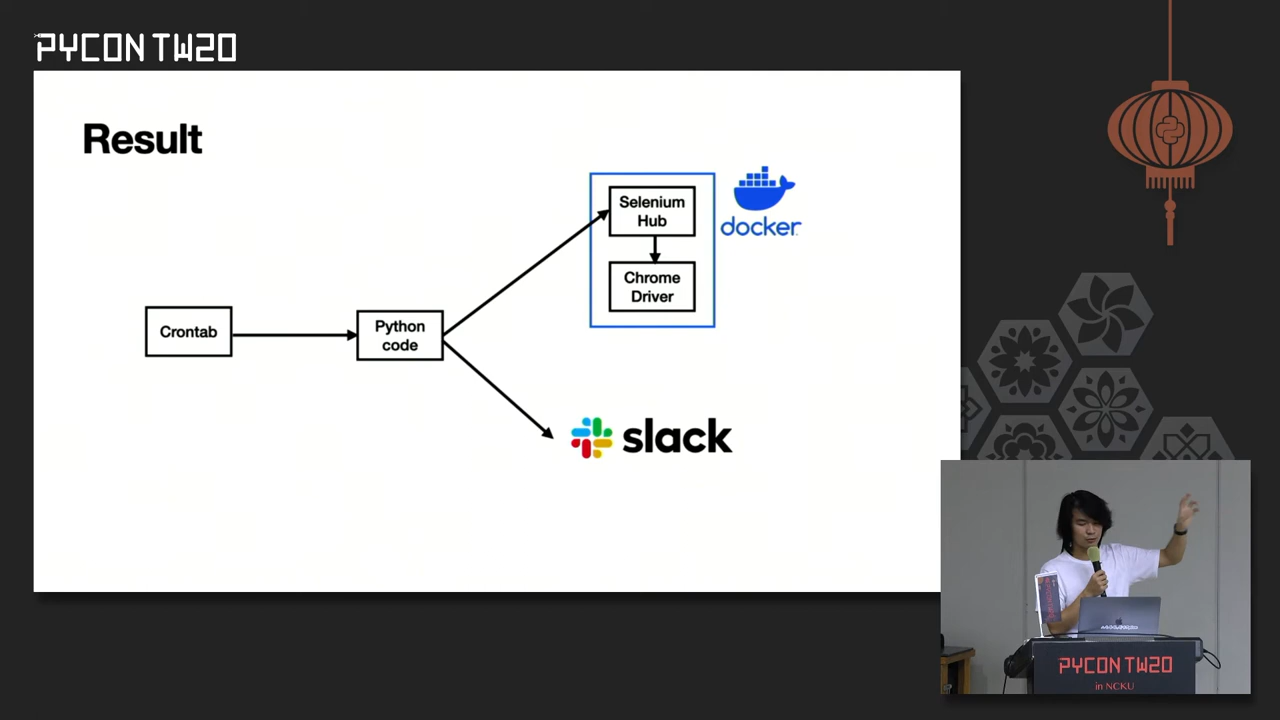 PYCON TW20
Result
Selenium
Hub
docker
Chrome
Driver
Crontab
Python
code
slack
PYCON TW20
in NCKU